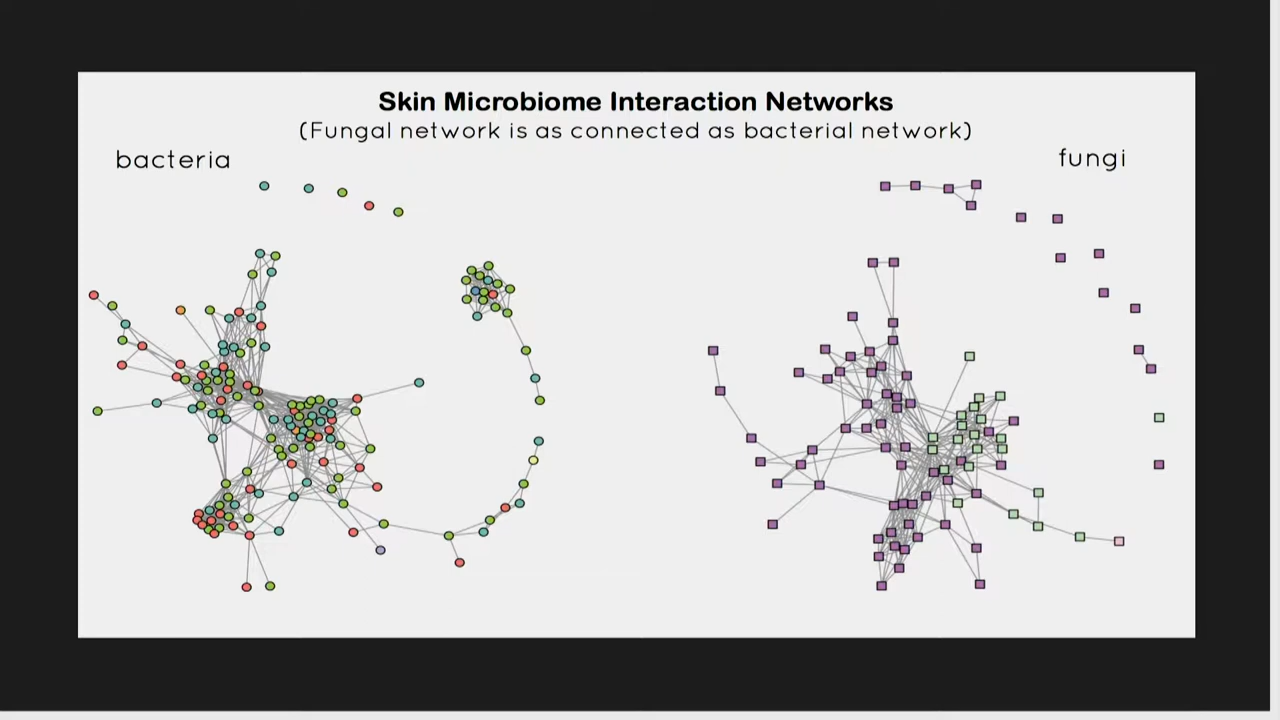 Skin Microbiome Interaction Networks
(Fungal network is as connected as bacterial network)
bacteria
fungi